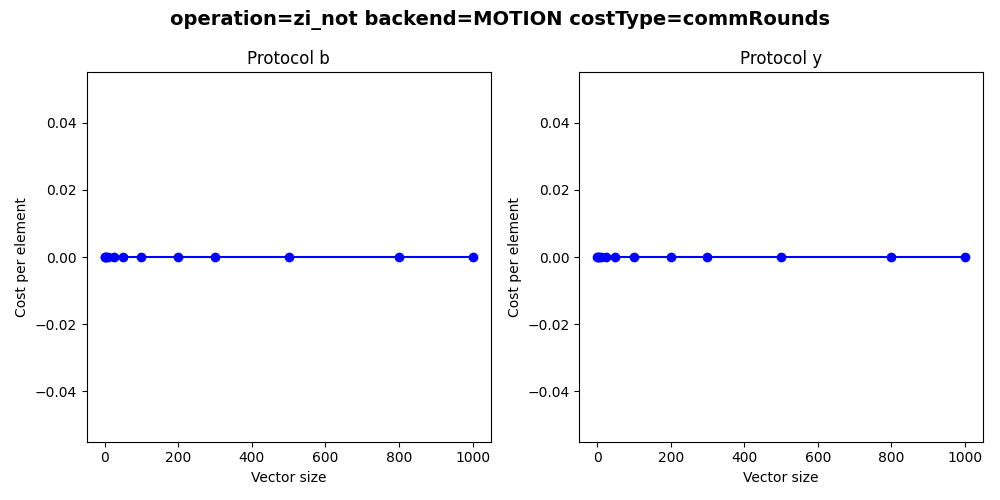 operation=zi_not backend=MOTION costType=commRounds
Protocol b
Cost per element
0.04
0.02
0.00
−0.02
−0.04
0 200 400 600 800 1000
Vector size
Protocol y
Cost per element
0.04
0.02
0.00
−0.02
−0.04
0 200 400 600 800 1000
Vector size